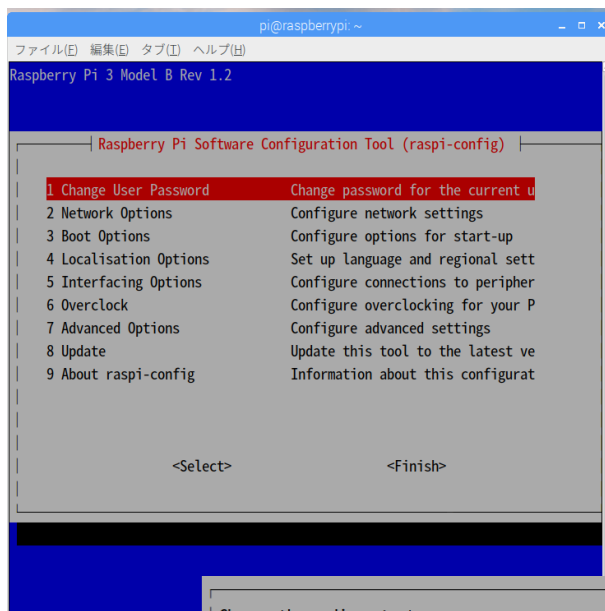 pi@raspberrypi: ~
ファイル(F) 編集(E) タブ(T) ヘルプ(H)
Raspberry Pi 3 Model B Rev 1.2
Raspberry Pi Software Configuration Tool (raspi-config)
1 Change User Password Change password for the current u
2 Network Options Configure network settings
3 Boot Options Configure options for start-up
4 Localisation Options Set up language and regional sett
5 Interfacing Options Configure connections to peripher
6 Overclock Configure overclocking for your P
7 Advanced Options Configure advanced settings
8 Update Update this tool to the latest ve
9 About raspi-config Information about this configurat
<Select> <Finish>